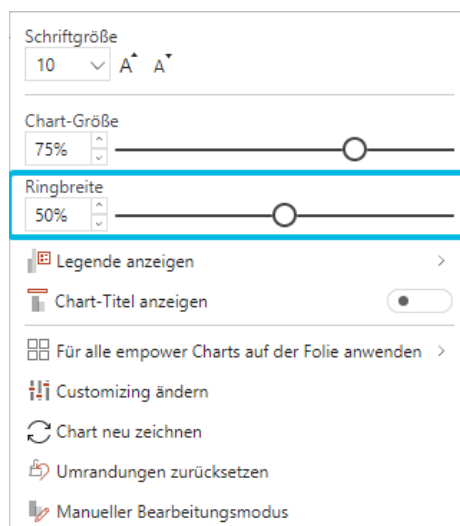 Schriftgröße
10 A A
Chart-Größe
75%
Ringbreite
50%
Legende anzeigen
Chart-Titel anzeigen
Für alle empower Charts auf der Folie anwenden
Customizing ändern
Chart neu zeichnen
Umrandungen zurücksetzen
Manueller Bearbeitungsmodus